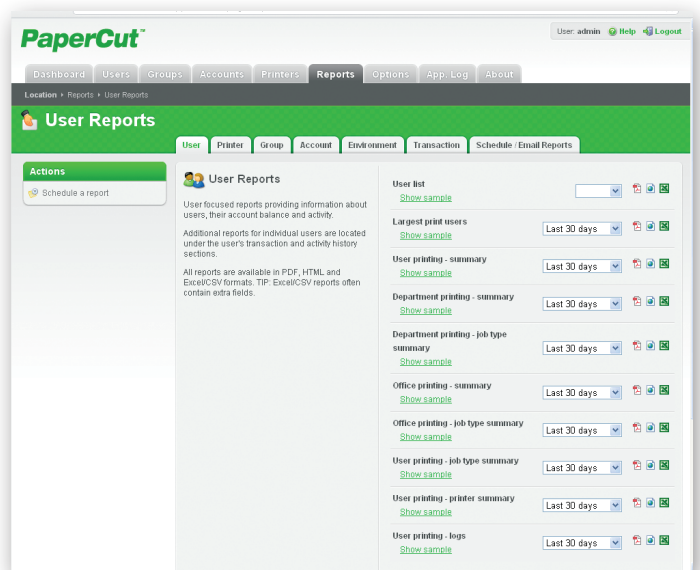 PaperCut™
User: admin Help Logout
Dashboard Users Groups Accounts Printers Reports Options App. Log About
Location Reports User Reports
User Reports
User Printer Group Account Environment Transaction Schedule / Email Reports
Actions
Schedule a report
User Reports
User focused reports providing information about
users, their account balance and activity.
Additional reports for individual users are located
under the user's transaction and activity history
sections.
All reports are available in PDF, HTML and
Excel/CSV formats. TIP: Excel/CSV reports often
contain extra fields.
User list
Show sample
Largest print users
Show sample
Last 30 days
User printing - summary
Show sample
Last 30 days
Department printing - summary
Show sample
Last 30 days
Department printing - job type
summary
Show sample
Last 30 days
Office printing - summary
Show sample
Last 30 days
Office printing - job type summary
Show sample
Last 30 days
User printing - job type summary
Show sample
Last 30 days
User printing - printer summary
Show sample
Last 30 days
User printing - logs
Show sample
Last 30 days